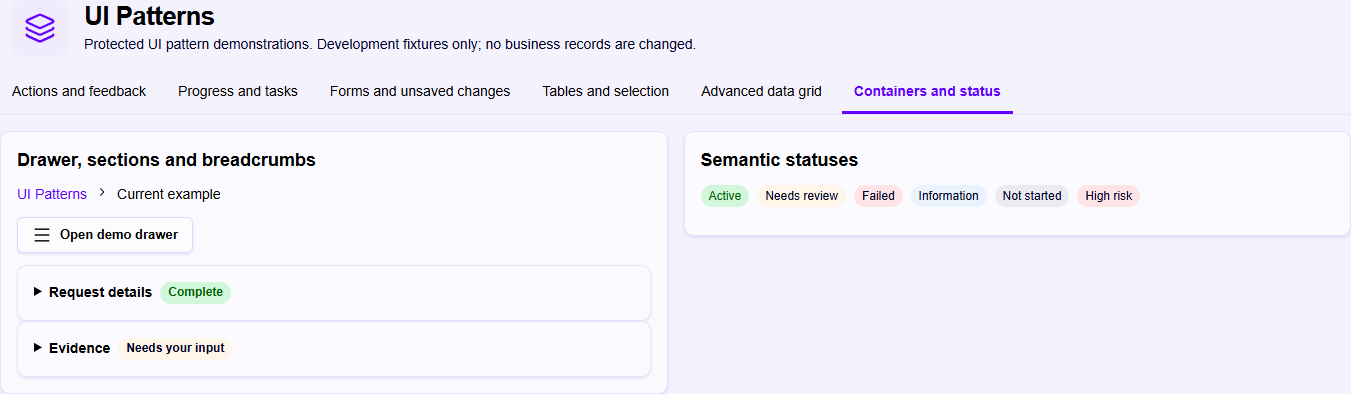 UI Patterns
Protected UI pattern demonstrations. Development fixtures only; no business records are changed.
Actions and feedback
Progress and tasks
Forms and unsaved changes
Tables and selection
Advanced data grid
Containers and status
Drawer, sections and breadcrumbs
UI Patterns > Current example
Open demo drawer
Request details Complete
Evidence Needs your input
Semantic statuses
Active Needs review Failed Information Not started High risk